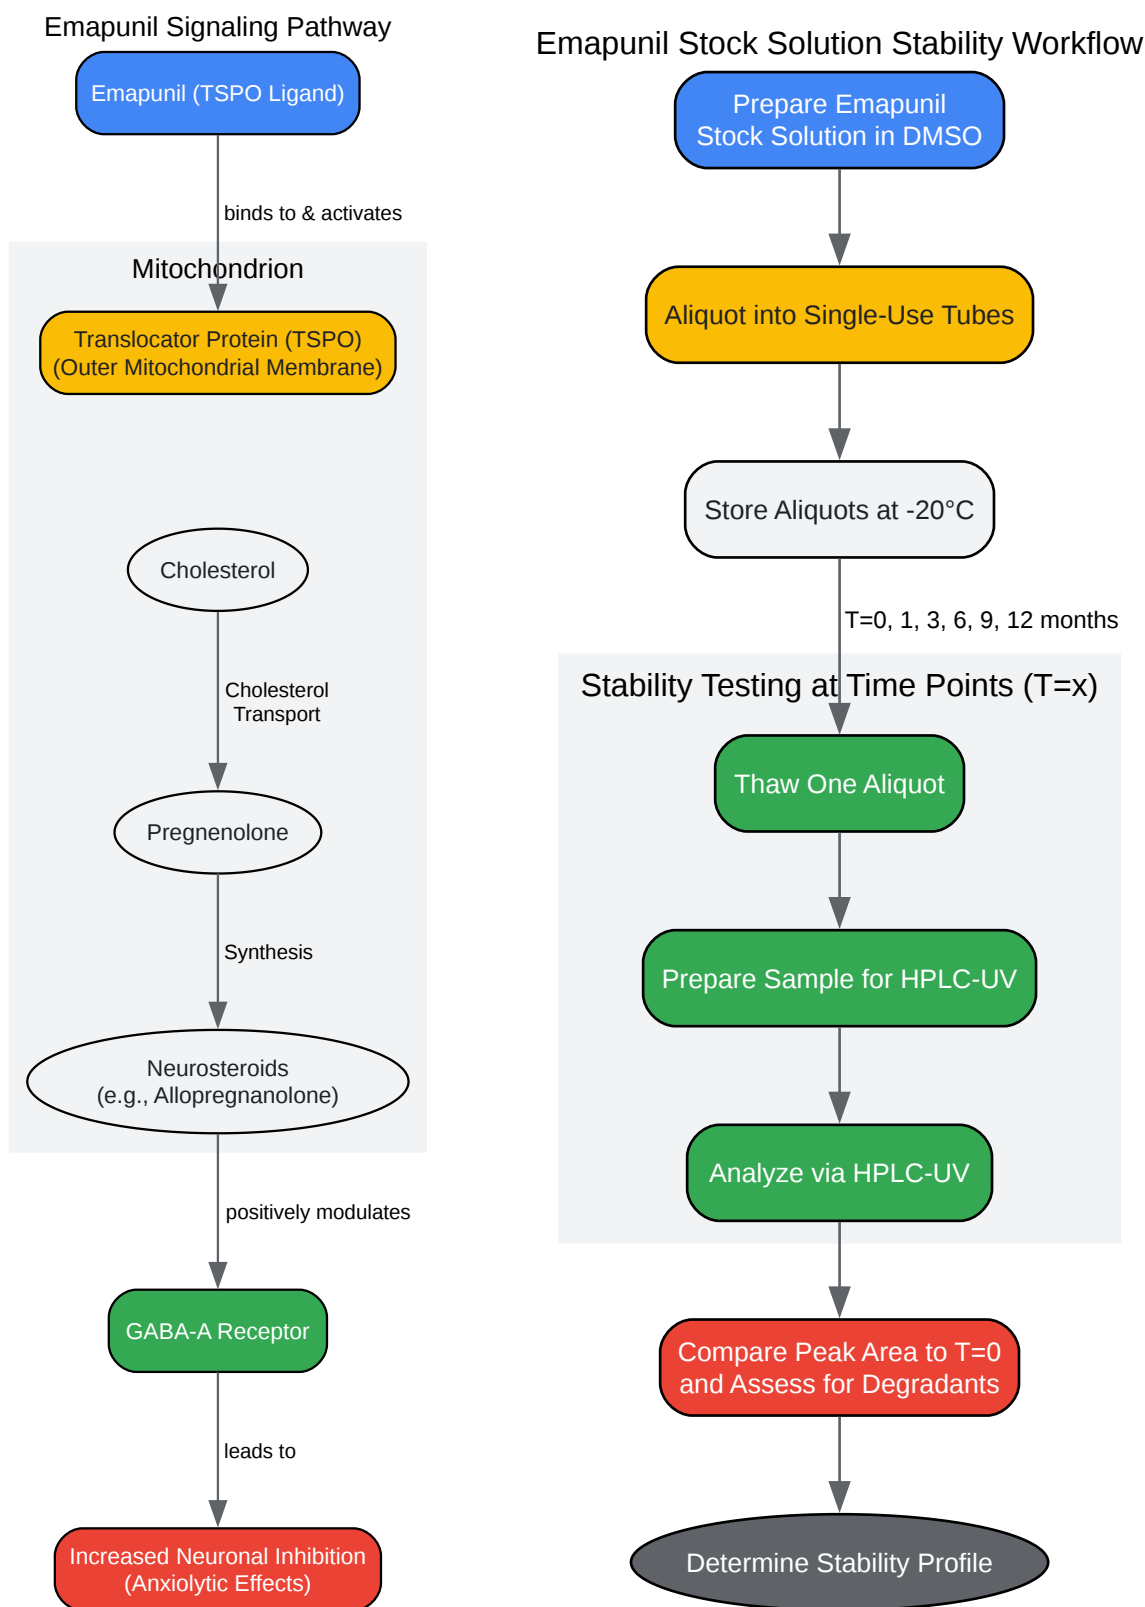 Emapunil Signaling Pathway
Emapunil (TSPO Ligand)
binds to & activates
Mitochondrion
Translocator Protein (TSPO)
(Outer Mitochondrial Membrane)
Cholesterol
Cholesterol
Transport
Pregnenolone
Synthesis
Neurosteroids
(e.g., Allopregnanolone)
positively modulates
GABA-A Receptor
leads to
Increased Neuronal Inhibition
(Anxiolytic Effects)
Emapunil Stock Solution Stability Workflow
Prepare Emapunil
Stock Solution in DMSO
Aliquot into Single-Use Tubes
Store Aliquots at -20°C
T=0, 1, 3, 6, 9, 12 months
Stability Testing at Time Points (T=x)
Thaw One Aliquot
Prepare Sample for HPLC-UV
Analyze via HPLC-UV
Compare Peak Area to T=0
and Assess for Degradants
Determine Stability Profile